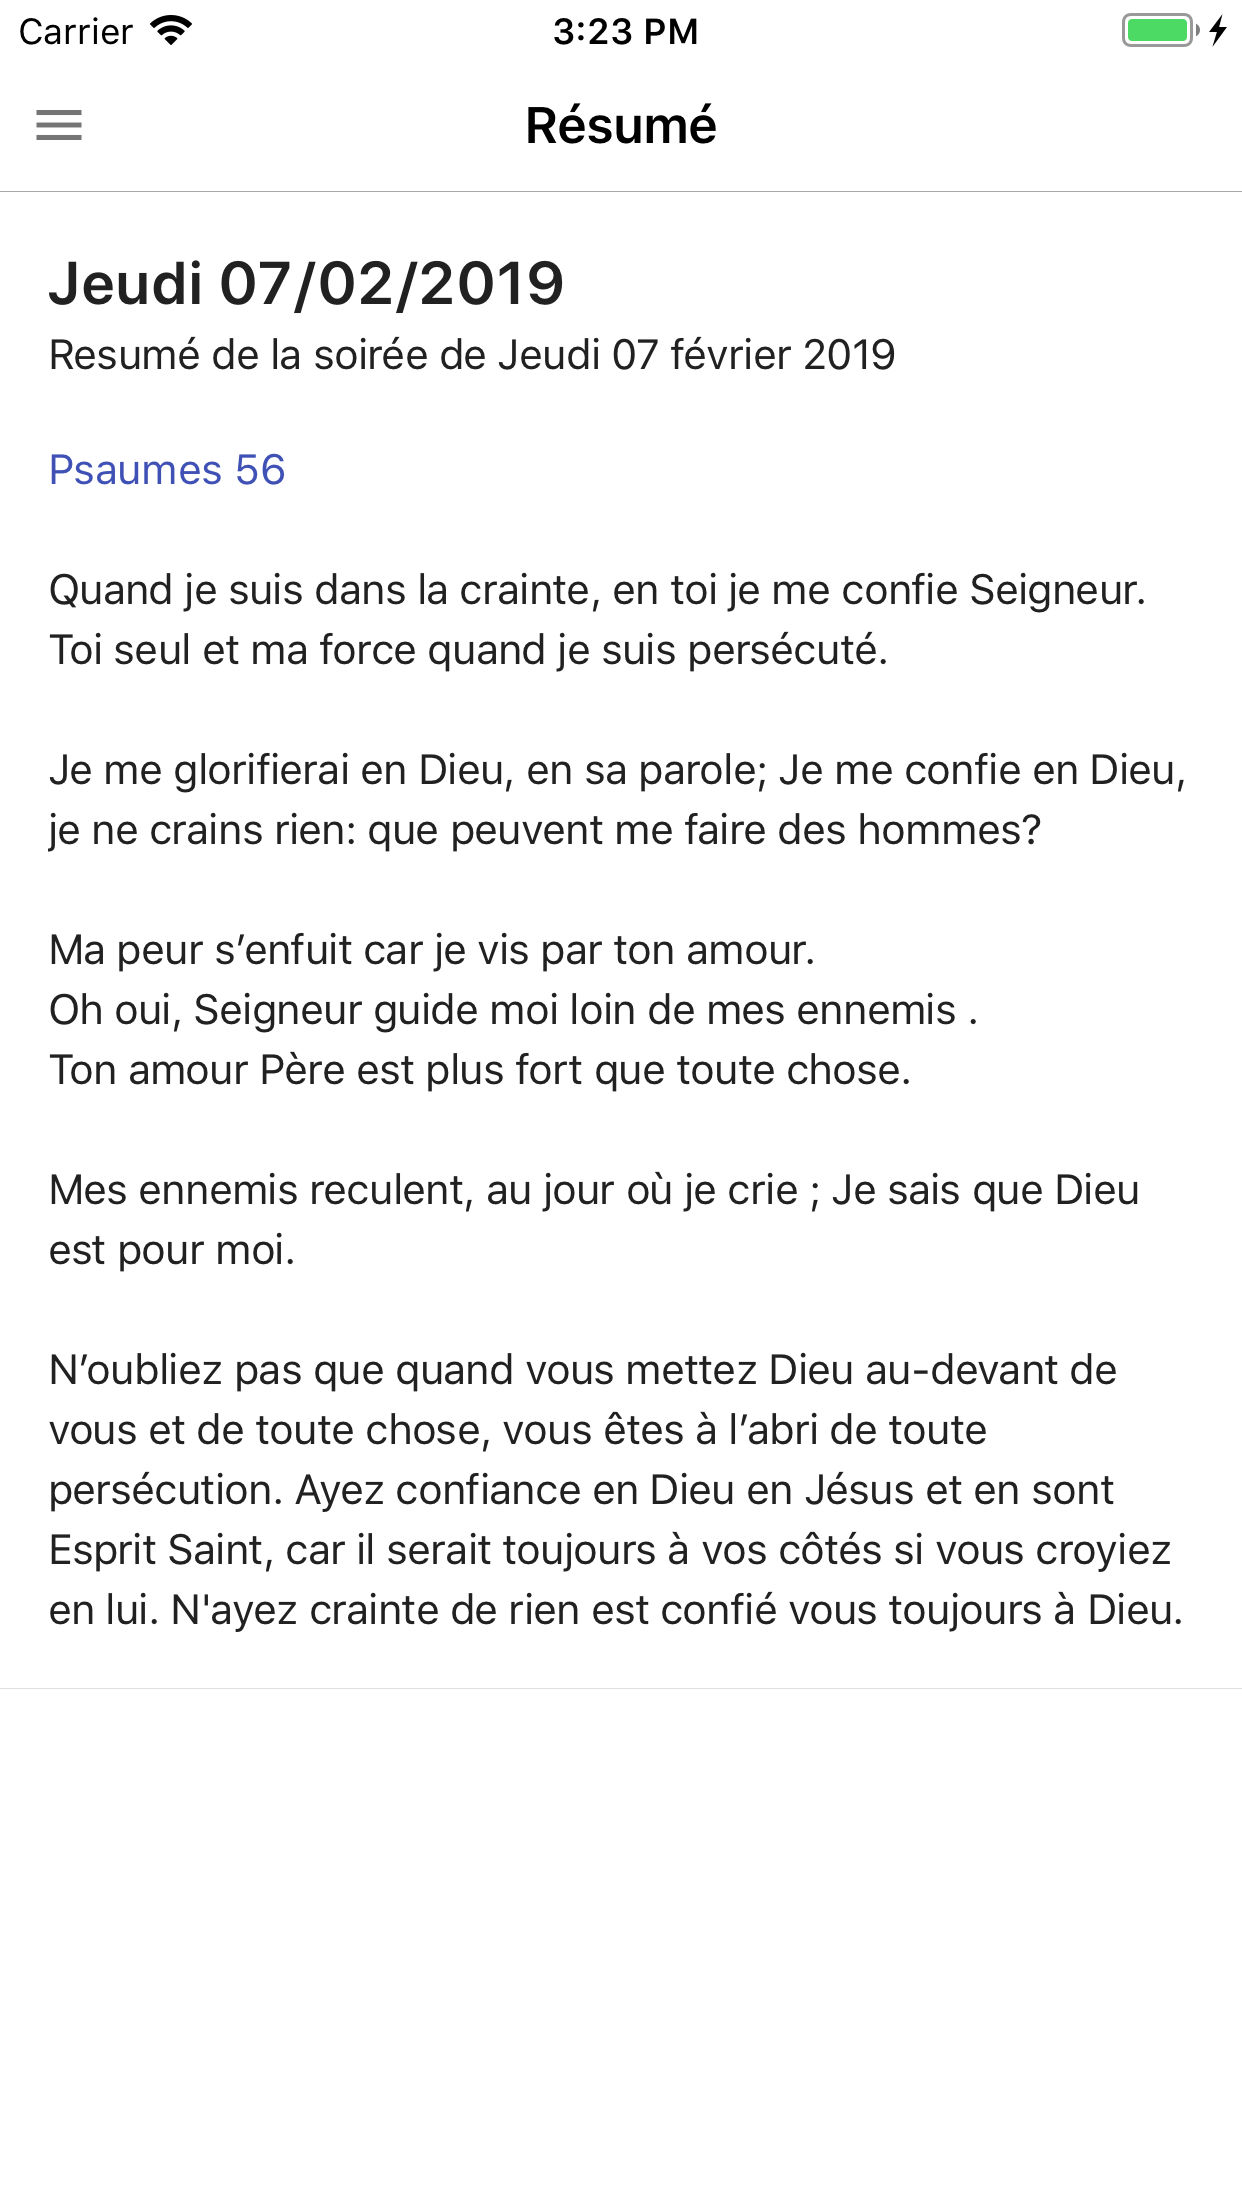 Carrier 3:23 PM
Résumé
Jeudi 07/02/2019
Resumé de la soirée de Jeudi 07 février 2019
Psaumes 56
Quand je suis dans la crainte, en toi je me confie Seigneur.
Toi seul et ma force quand je suis persécuté.
Je me glorifierai en Dieu, en sa parole; Je me confie en Dieu,
je ne crains rien: que peuvent me faire des hommes?
Ma peur s’enfuit car je vis par ton amour.
Oh oui, Seigneur guide moi loin de mes ennemis .
Ton amour Père est plus fort que toute chose.
Mes ennemis reculent, au jour où je crie ; Je sais que Dieu
est pour moi.
N’oubliez pas que quand vous mettez Dieu au-devant de
vous et de toute chose, vous êtes à l’abri de toute
persécution. Ayez confiance en Dieu en Jésus et en sont
Esprit Saint, car il serait toujours à vos côtés si vous croyiez
en lui. N'ayez crainte de rien est confié vous toujours à Dieu.